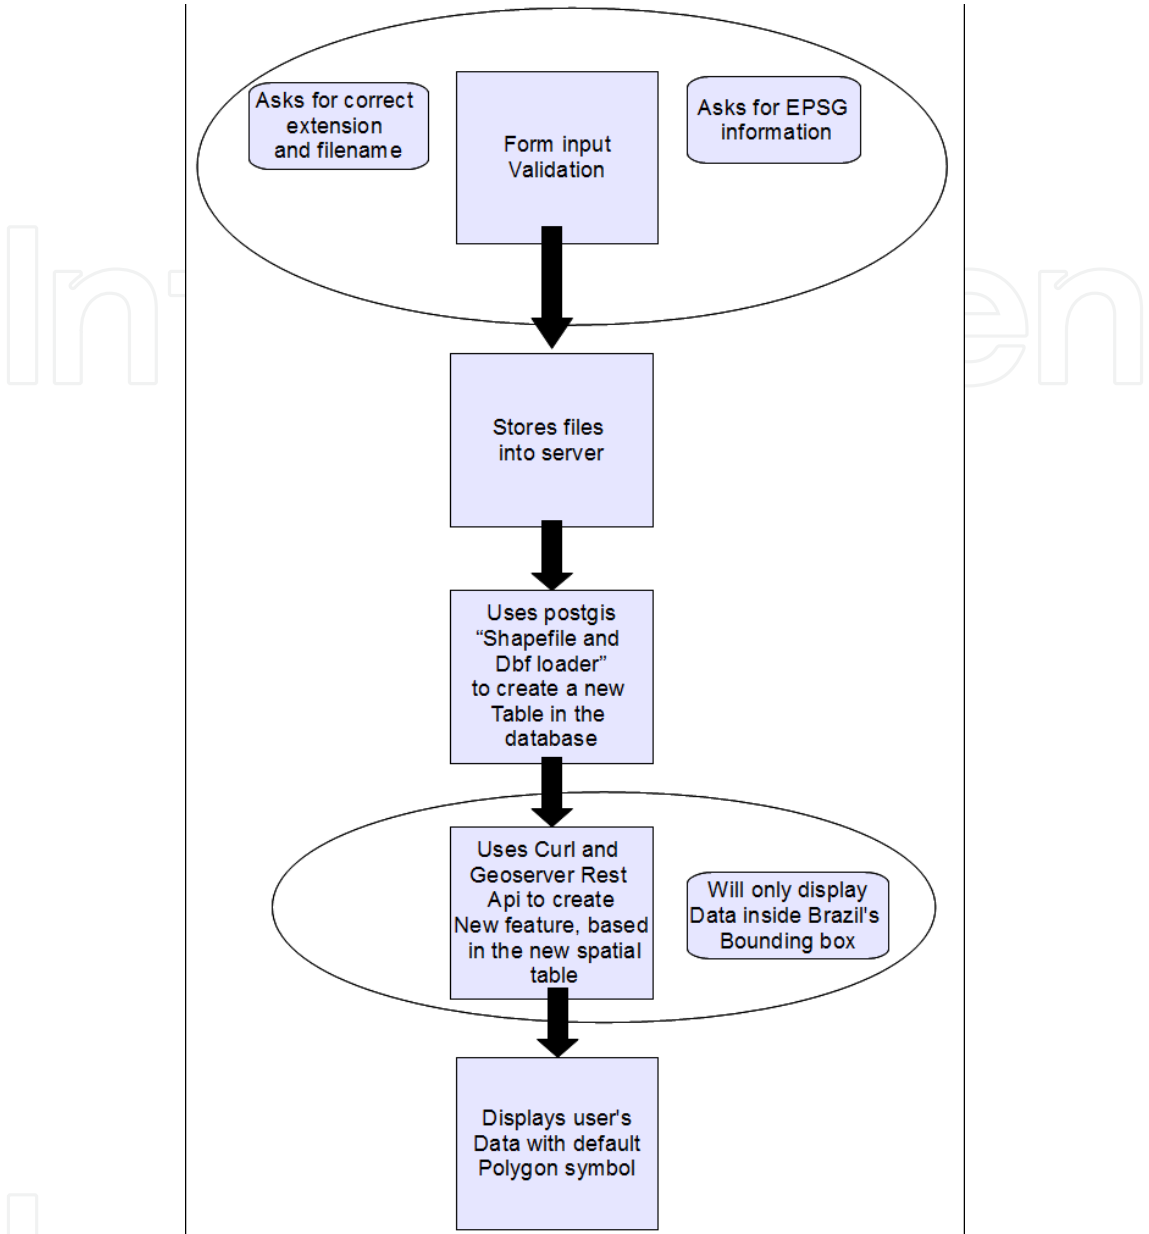 Asks for correct
extension
and filename
Form input
Validation
Asks for EPSG
information
Stores files
into server
Uses postgis
“Shapefile and
Dbf loader”
to create a new
Table in the
database
Uses Curl and
Geoserver Rest
Api to create
New feature, based
in the new spatial
table
Will only display
Data inside Brazil's
Bounding box
Displays user's
Data with default
Polygon symbol